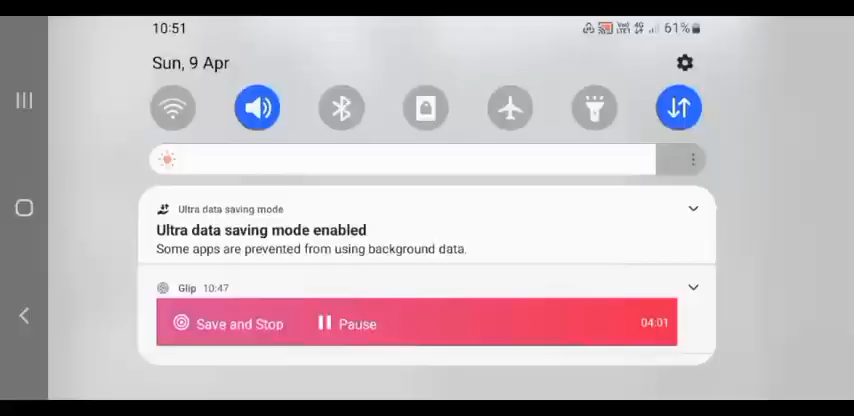 10:51
4G 61%
Sun, 9 Apr
Ultra data saving mode
Ultra data saving mode enabled
Some apps are prevented from using background data.
Glip 10:47
Save and Stop Pause 04:01